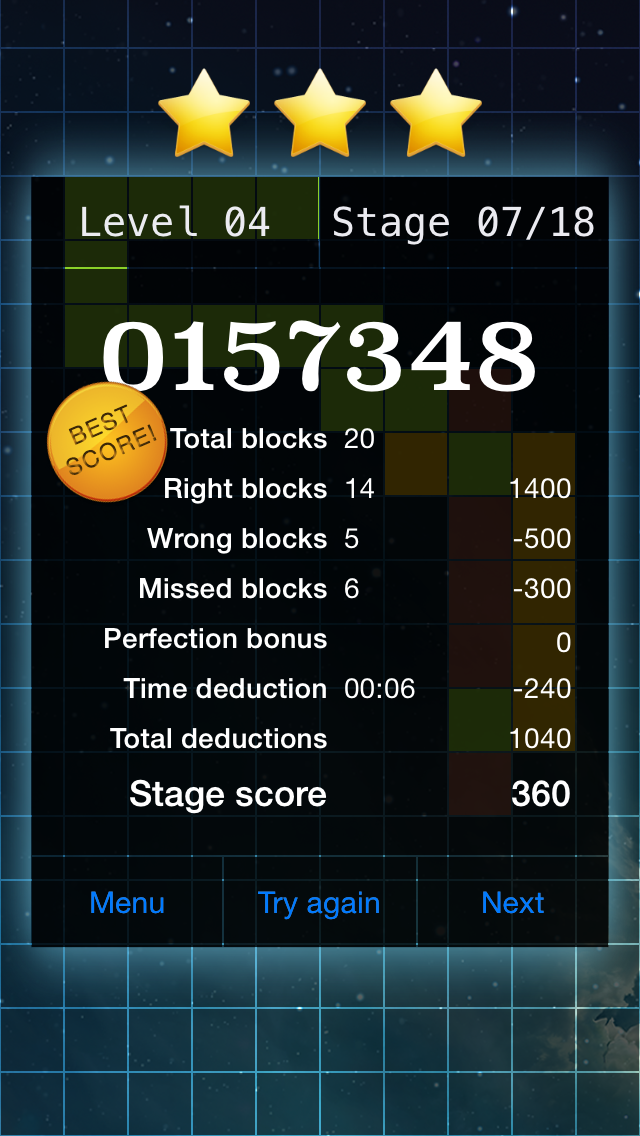 Level 04 Stage 07/18
0157348
BEST
SCORE!
Total blocks 20
Right blocks 14 1400
Wrong blocks 5 -500
Missed blocks 6 -300
Perfection bonus 0
Time deduction 00:06 -240
Total deductions 1040
Stage score 360
Menu Try again Next